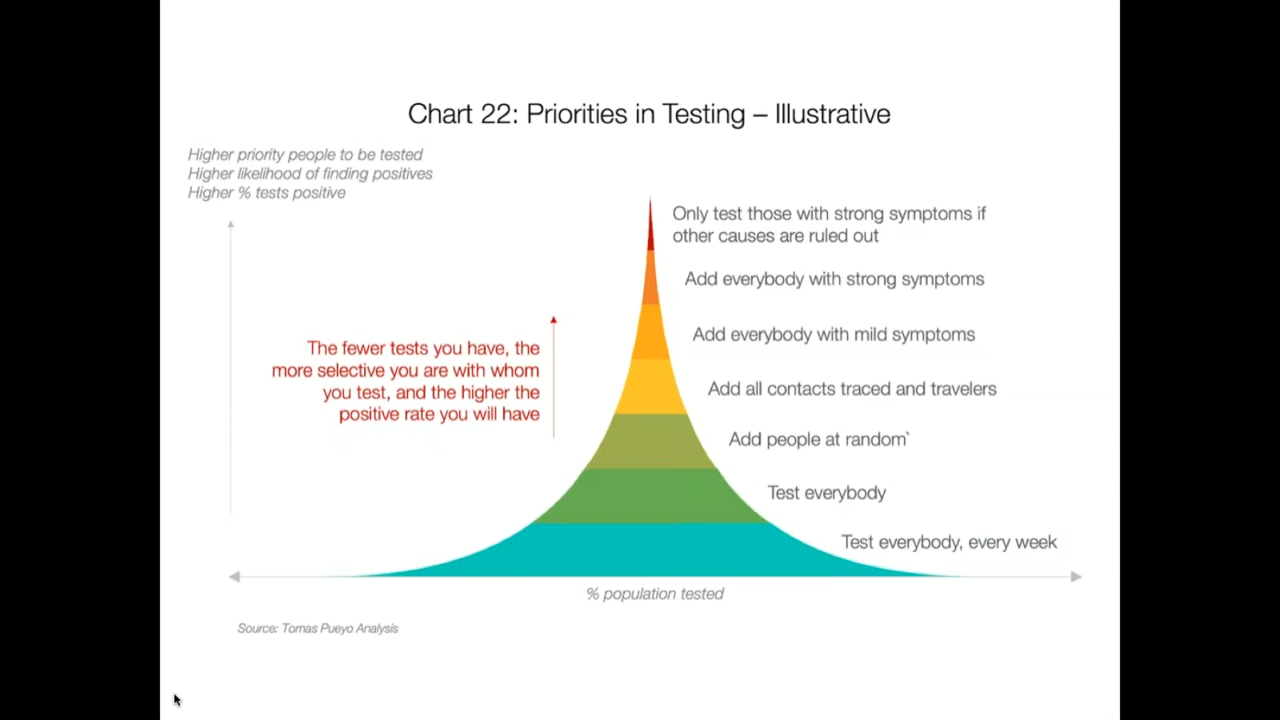 Chart 22: Priorities in Testing – Illustrative
Higher priority people to be tested
Higher likelihood of finding positives
Higher % tests positive
Only test those with strong symptoms if
other causes are ruled out
Add everybody with strong symptoms
Add everybody with mild symptoms
The fewer tests you have, the
more selective you are with whom
you test, and the higher the
positive rate you will have
Add all contacts traced and travelers
Add people at random`
Test everybody
Test everybody, every week
% population tested
Source: Tomas Pueyo Analysis